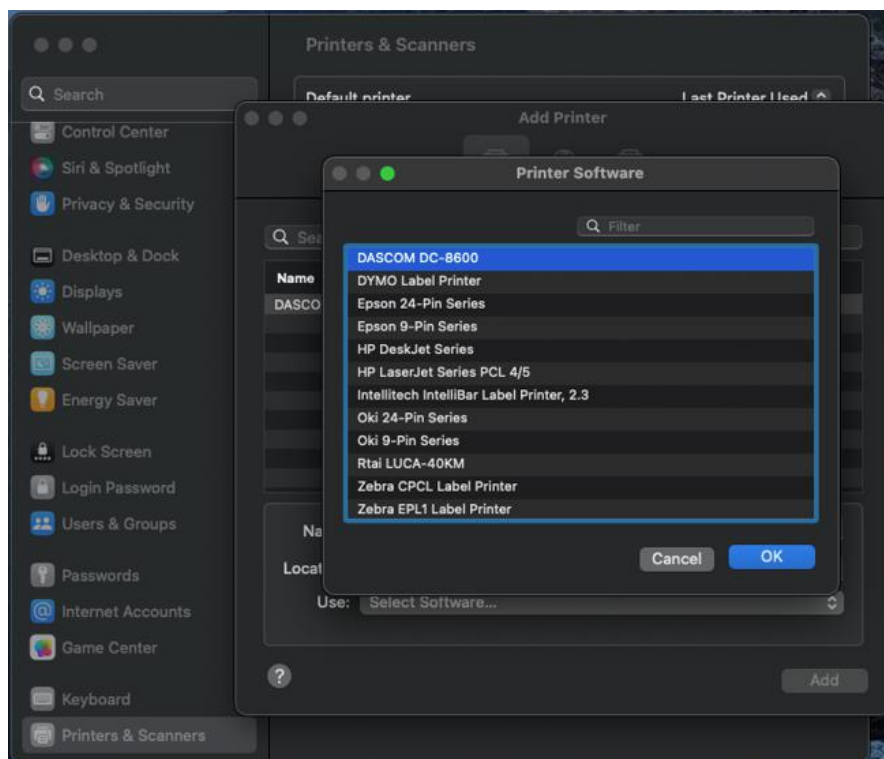 Printers & Scanners
Search
Default printer Last Printer Used
Control Center
Siri & Spotlight
Privacy & Security
Desktop & Dock
Displays
Wallpaper
Screen Saver
Energy Saver
Lock Screen
Login Password
Users & Groups
Passwords
Internet Accounts
Game Center
Keyboard
Printers & Scanners
Add Printer
Sea
Name
DASCO
Na
Locat
Use: Select Software...
?
Add
Printer Software
Filter
DASCOM DC-8600
DYMO Label Printer
Epson 24-Pin Series
Epson 9-Pin Series
HP DeskJet Series
HP LaserJet Series PCL 4/5
Intellitech IntelliBar Label Printer, 2.3
Oki 24-Pin Series
Oki 9-Pin Series
Rtai LUCA-40KM
Zebra CPCL Label Printer
Zebra EPL1 Label Printer
Cancel OK